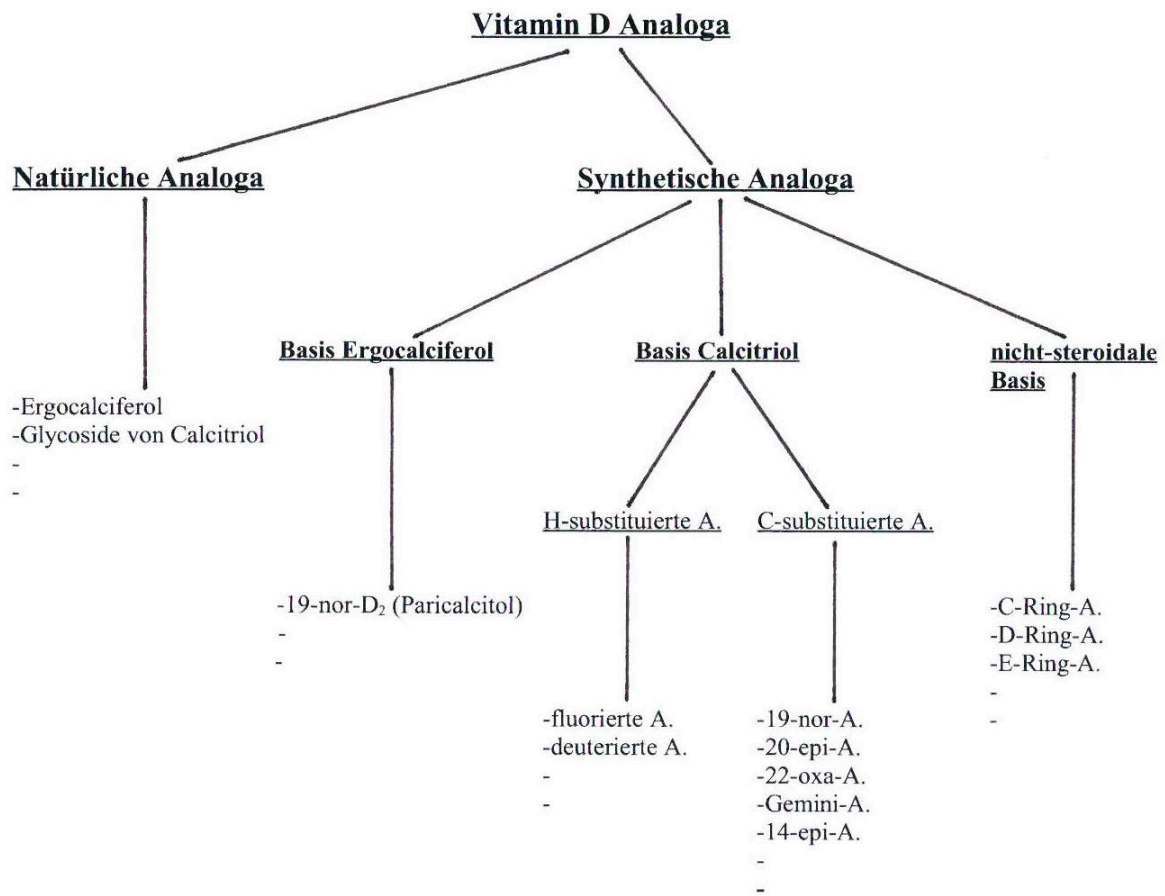 Vitamin D Analoga
Natürliche Analoga
Synthetische Analoga
Basis Ergocalciferol
Basis Calcitriol
nicht-steroidale
Basis
-Ergocalciferol
-Glycoside von Calcitriol
-
-
H-substituierte A.
C-substituierte A.
-19-nor-D₂ (Paricalcitol)
-
-
-C-Ring-A.
-D-Ring-A.
-E-Ring-A.
-
-
-fluorierte A.
-deuterierte A.
-
-
-19-nor-A.
-20-epi-A.
-22-oxa-A.
-Gemini-A.
-14-epi-A.
-
-